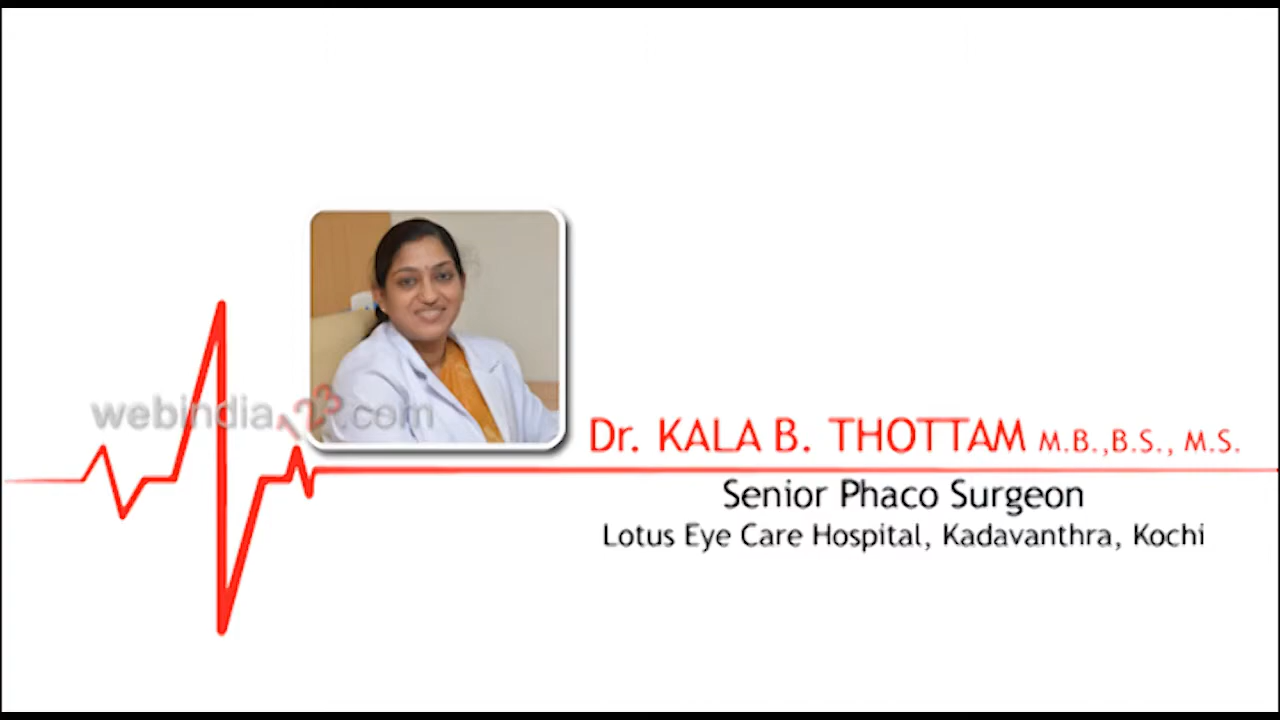 webindia123.com
Dr. KALA B. THOTTAM M.B.,B.S., M.S.
Senior Phaco Surgeon
Lotus Eye Care Hospital, Kadavanthra, Kochi